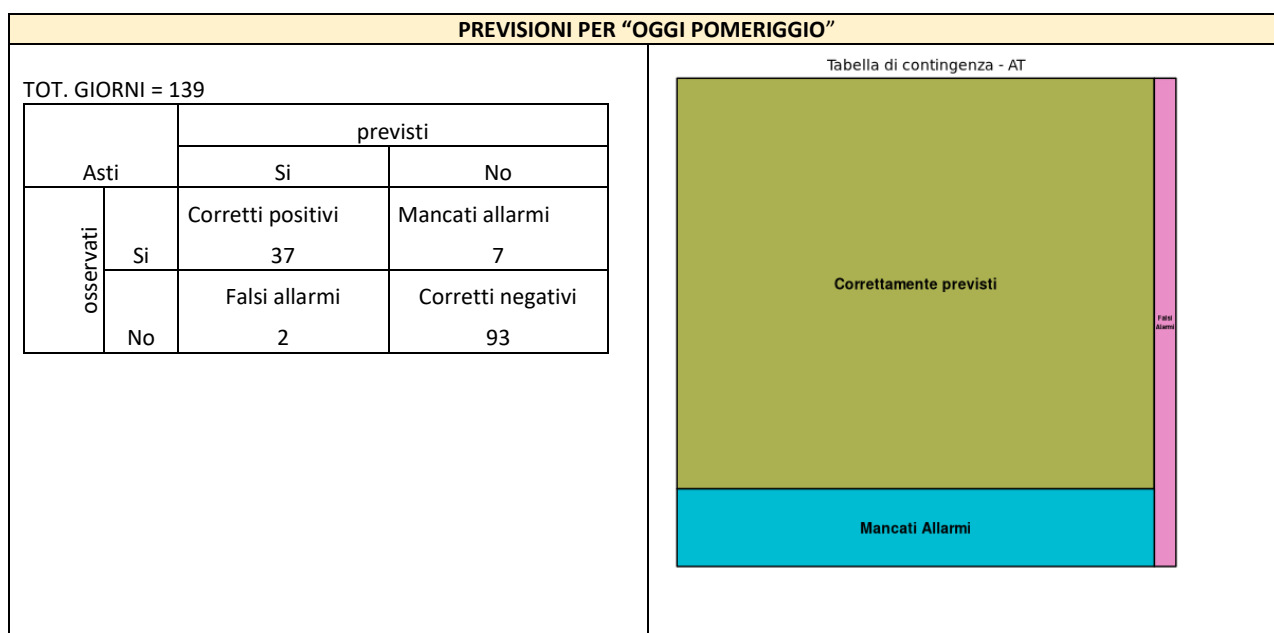 PREVISIONI PER “OGGI POMERIGGIO”
TOT. GIORNI = 139
Asti
previsti
Si
No
osservati
Si
Corretti positivi
37
Mancati allarmi
7
No
Falsi allarmi
2
Corretti negativi
93
Tabella di contingenza - AT
Correttamente previsti
Falsi
Alarmi
Mancati Allarmi